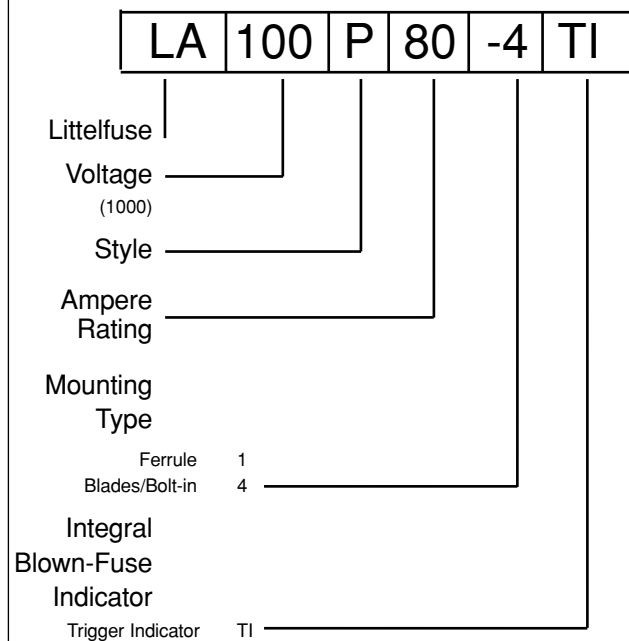 LA 100 P 80 -4 TI
Littelfuse
Voltage
(1000)
Style
Ampere
Rating
Mounting
Type
Ferrule 1
Blades/Bolt-in 4
Integral
Blown-Fuse
Indicator
Trigger Indicator TI